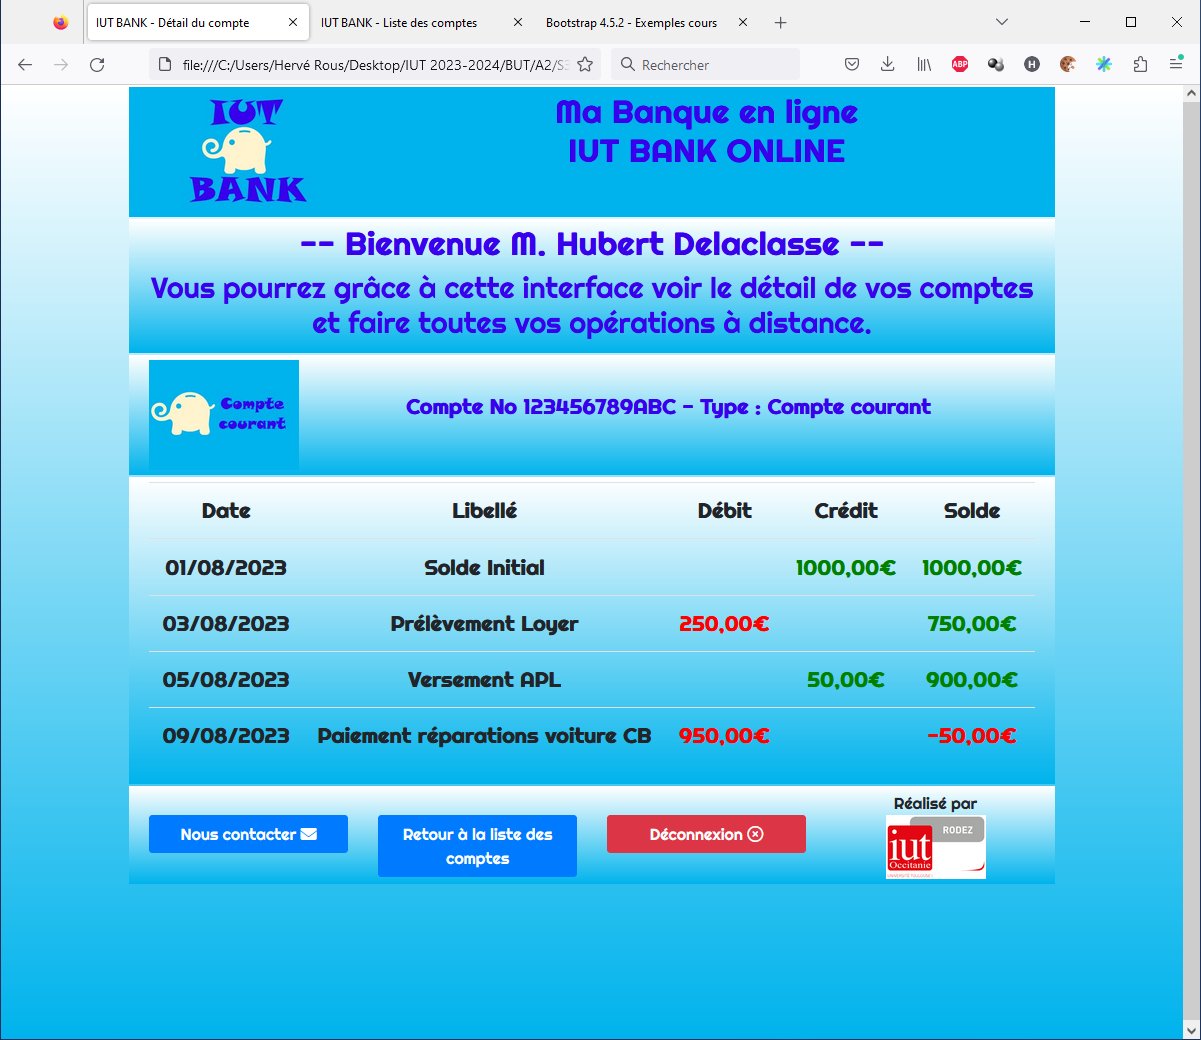 IUT BANK - Détail du compte
IUT BANK - Liste des comptes
Bootstrap 4.5.2 - Exemples cours
file:///C:/Users/Hervé Rous/Desktop/IUT 2023-2024/BUT/A2/S3
Rechercher
ABP
H
IUT
BANK
Ma Banque en ligne
IUT BANK ONLINE
-- Bienvenue M. Hubert Delaclasse --
Vous pourrez grâce à cette interface voir le détail de vos comptes
et faire toutes vos opérations à distance.
Compte
courant
Compte No 123456789ABC - Type : Compte courant
Date Libellé Débit Crédit Solde
01/08/2023 Solde Initial 1000,00€ 1000,00€
03/08/2023 Prélèvement Loyer 250,00€ 750,00€
05/08/2023 Versement APL 50,00€ 900,00€
09/08/2023 Paiement réparations voiture CB 950,00€ -50,00€
Nous contacter
Retour à la liste des
comptes
Déconnexion
Réalisé par
RODEZ
iut
Occitanie